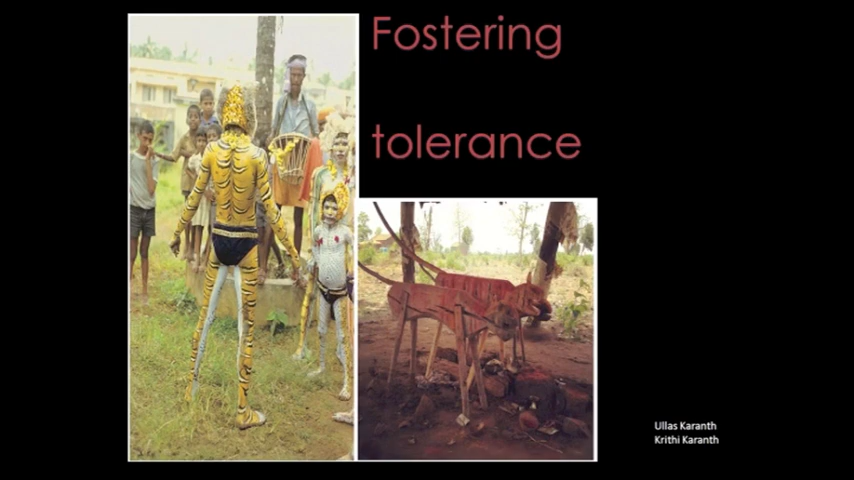 Fostering
tolerance
Ullas Karanth
Krithi Karanth